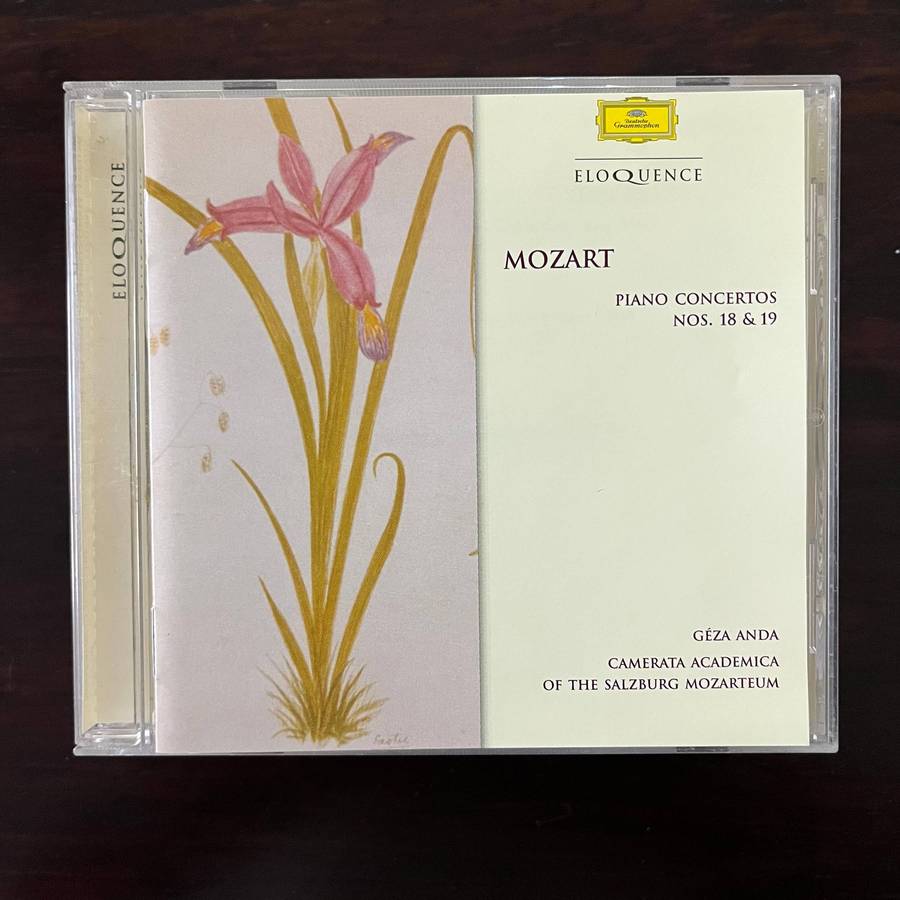 ELOQUENCE
Deutsche
Grammophon
ELOQUENCE
MOZART
PIANO CONCERTOS
NOS. 18 & 19
GÉZA ANDA
CAMERATA ACADEMICA
OF THE SALZBURG MOZARTEUM